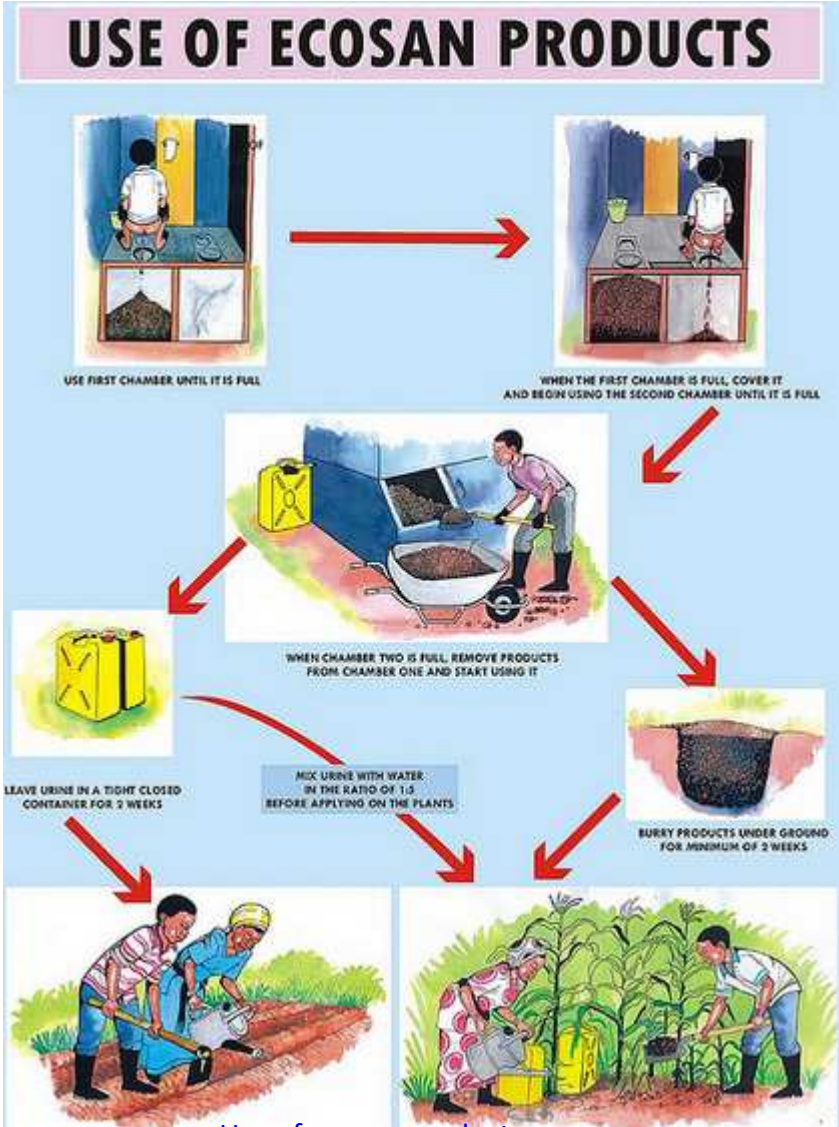 USE OF ECOSAN PRODUCTS
USE FIRST CHAMBER UNTIL IT IS FULL
WHEN THE FIRST CHAMBER IS FULL, COVER IT
AND BEGIN USING THE SECOND CHAMBER UNTIL IT IS FULL
WHEN CHAMBER TWO IS FULL, REMOVE PRODUCTS
FROM CHAMBER ONE AND START USING IT
LEAVE URINE IN A TIGHT CLOSED
CONTAINER FOR 2 WEEKS
MIX URINE WITH WATER
IN THE RATIO OF 1:5
BEFORE APPLYING ON THE PLANTS
BURRY PRODUCTS UNDER GROUND
FOR MINIMUM OF 2 WEEKS